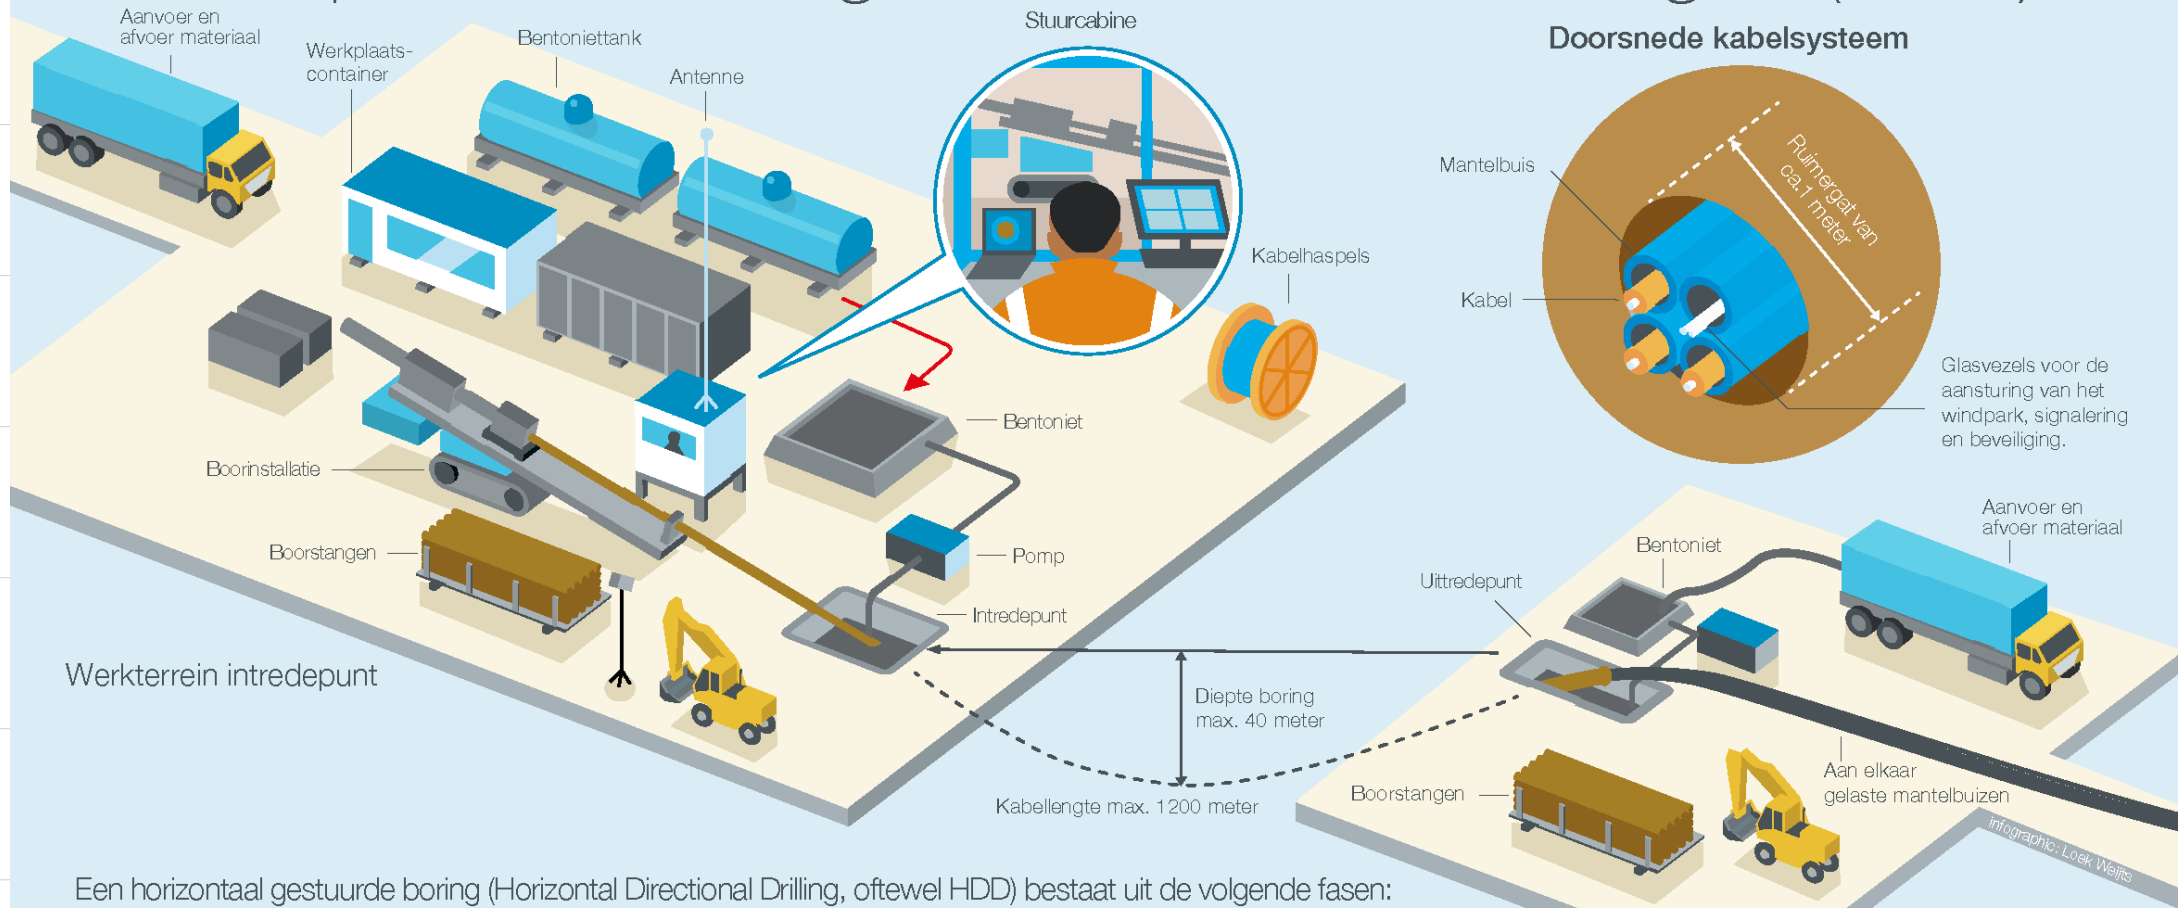 Aanvoer en
afvoer materiaal
Werkplaats-
container
Bentoniettank
Antenne
Stuurcabine
Doorsnede kabelsysteem
Mantelbuis
Ruimergat van
ca.1 meter
Kabel
Kabelhaspels
Glasvezels voor de
aansturing van het
windpark, signalering
en beveiliging.
Bentoniet
Boorinstallatie
Boorstangen
Pomp
Intredepunt
Werkterrein intredepunt
Diepte boring
max. 40 meter
Kabellengte max. 1200 meter
Aanvoer en
afvoer materiaal
Bentoniet
Uittredepunt
Boorstangen
Aan elkaar
gelaste mantelbuizen
infographic: Loek Weijts
Een horizontaal gestuurde boring (Horizontal Directional Drilling, oftewel HDD) bestaat uit de volgende fasen: